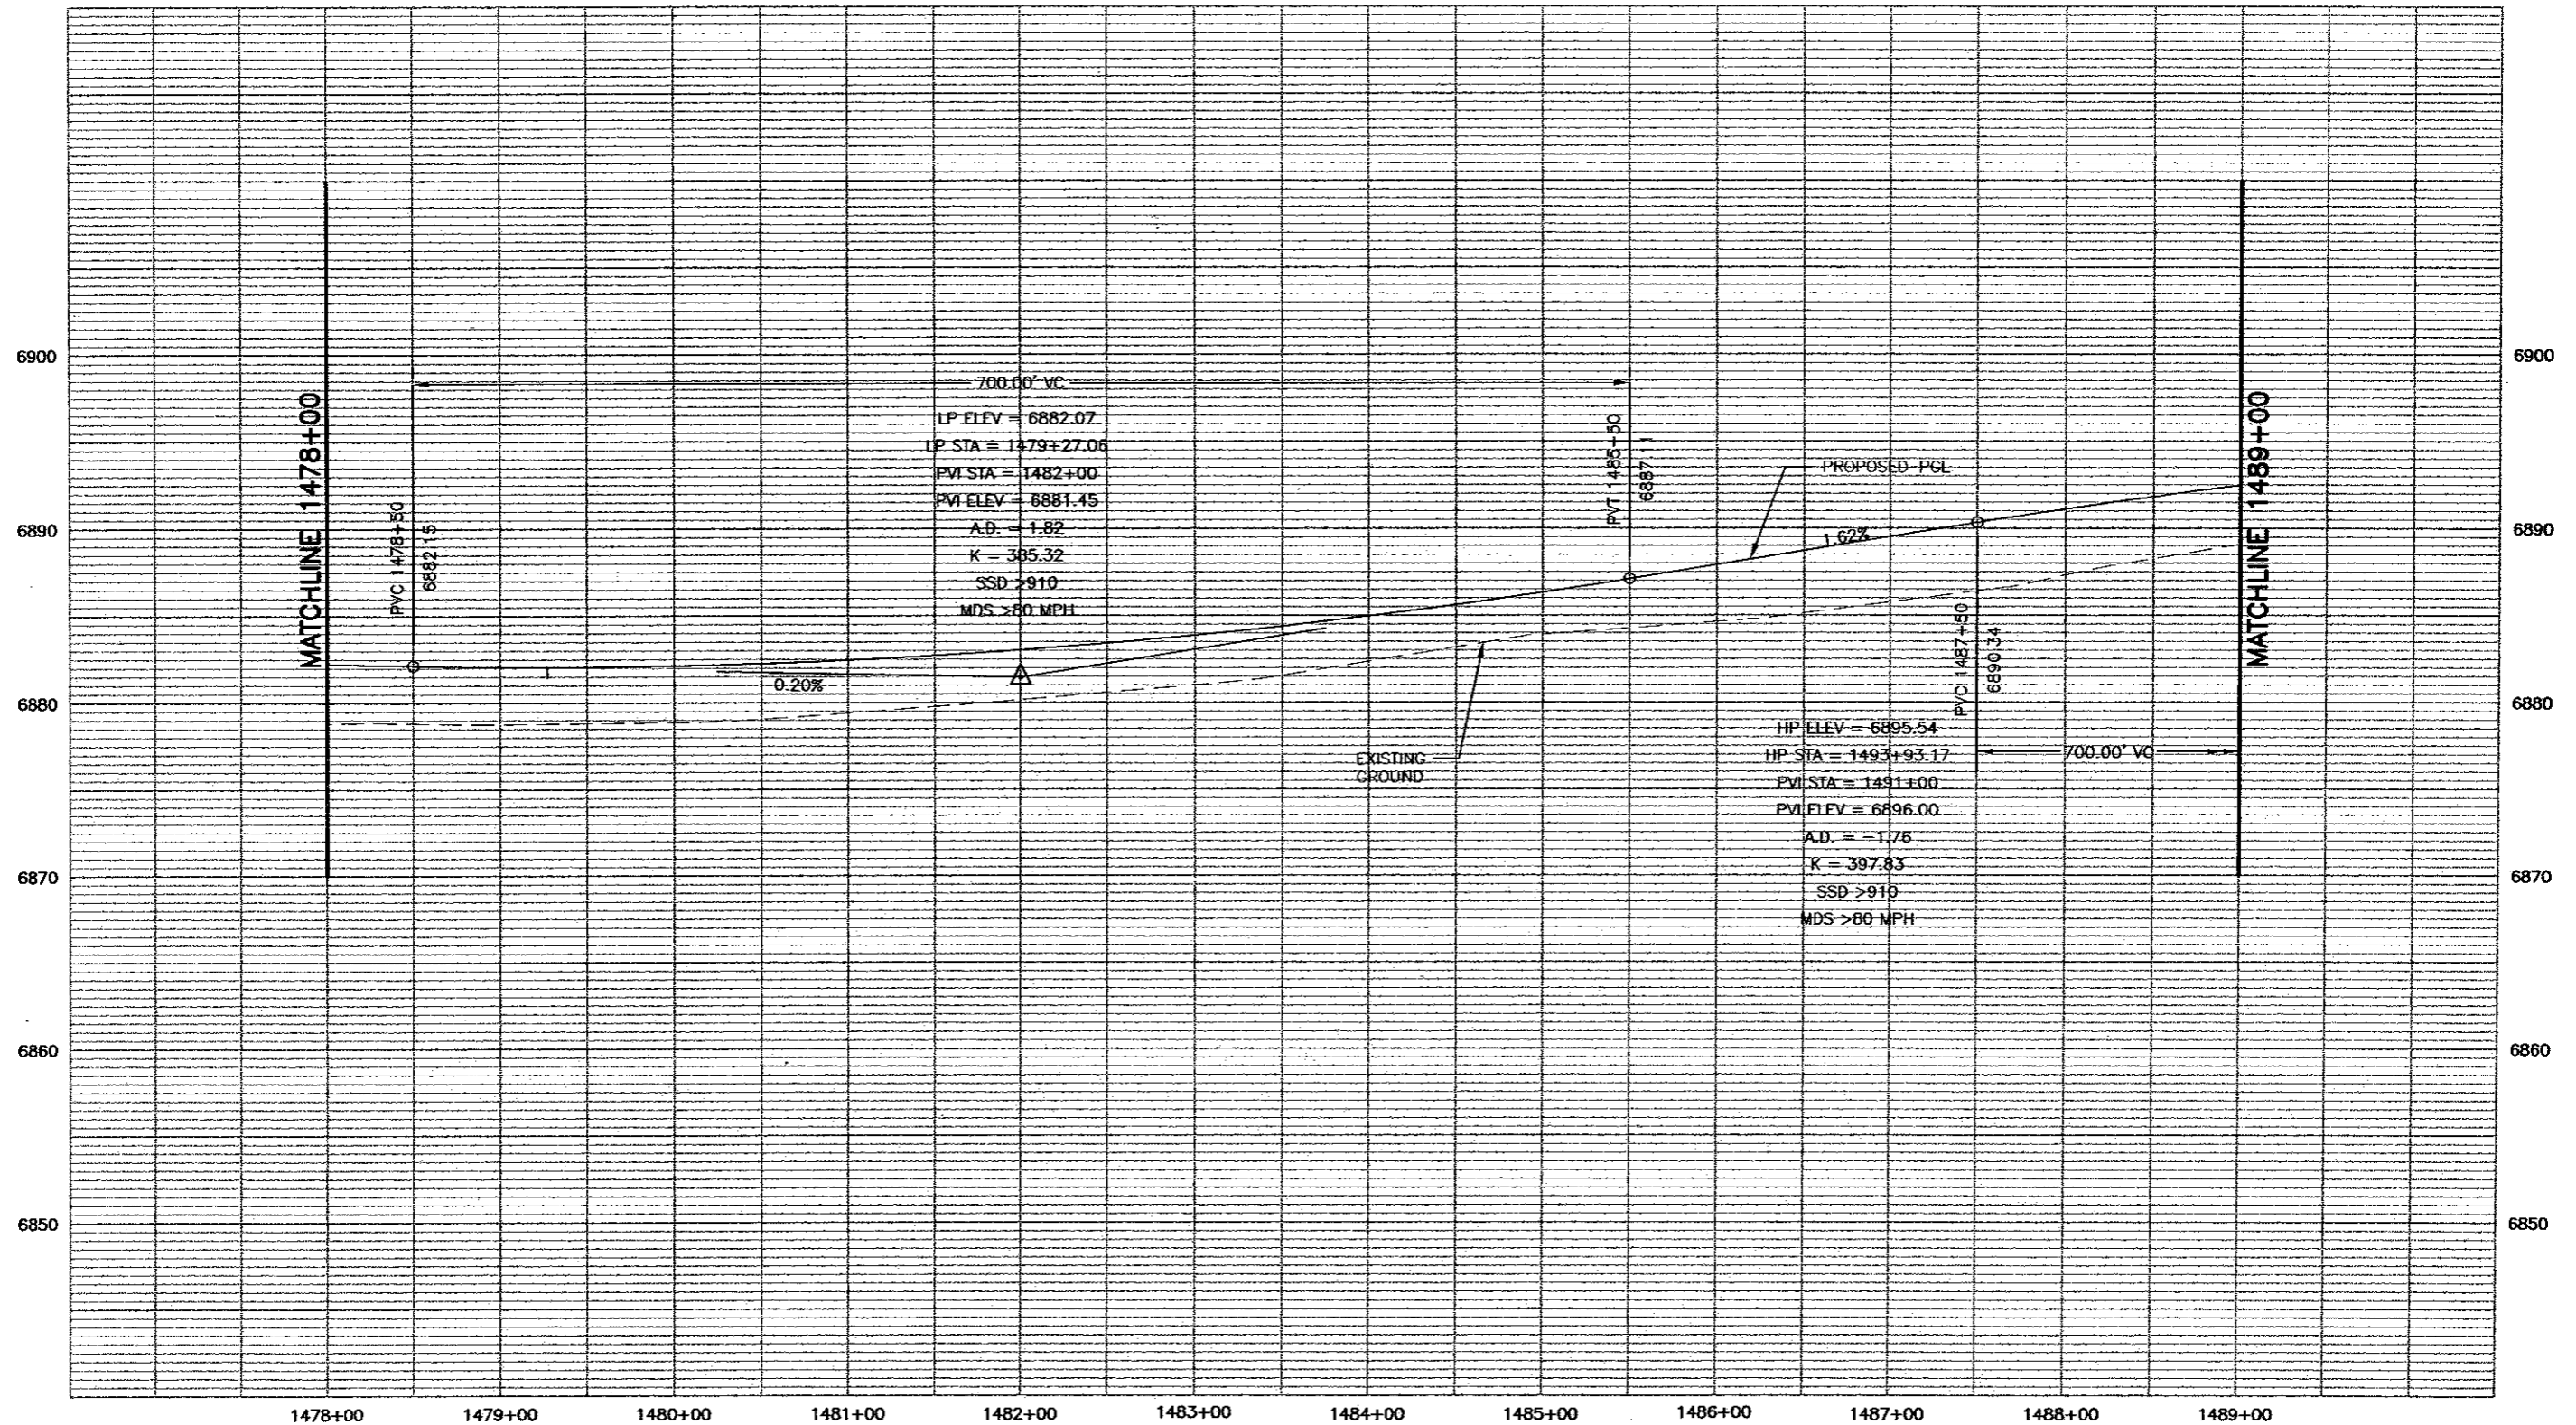 6900
6900
6890
6890
6880
6880
6870
6870
6860
6860
6850
6850
MATCHLINE 1478+00
PVC 1478+50
6882.15
700.00' VC
LP ELEV = 6882.07
LP STA = 1479+27.06
PVI STA = 1482+00
PVI ELEV = 6881.45
A.D. = 1.82
K = 385.32
SSD >910
MDS >80 MPH
0.20%
PVT 1485+50
6887.11
PROPOSED PGL
1.62%
EXISTING
GROUND
PVC 1487+50
6890.34
HP ELEV = 6895.54
HP STA = 1493+93.17
PVI STA = 1491+00
PVI ELEV = 6896.00
A.D. = -1.76
K = 397.83
SSD >910
MDS >80 MPH
700.00' VC
MATCHLINE 1489+00
1478+00 1479+00 1480+00 1481+00 1482+00 1483+00 1484+00 1485+00 1486+00 1487+00 1488+00 1489+00